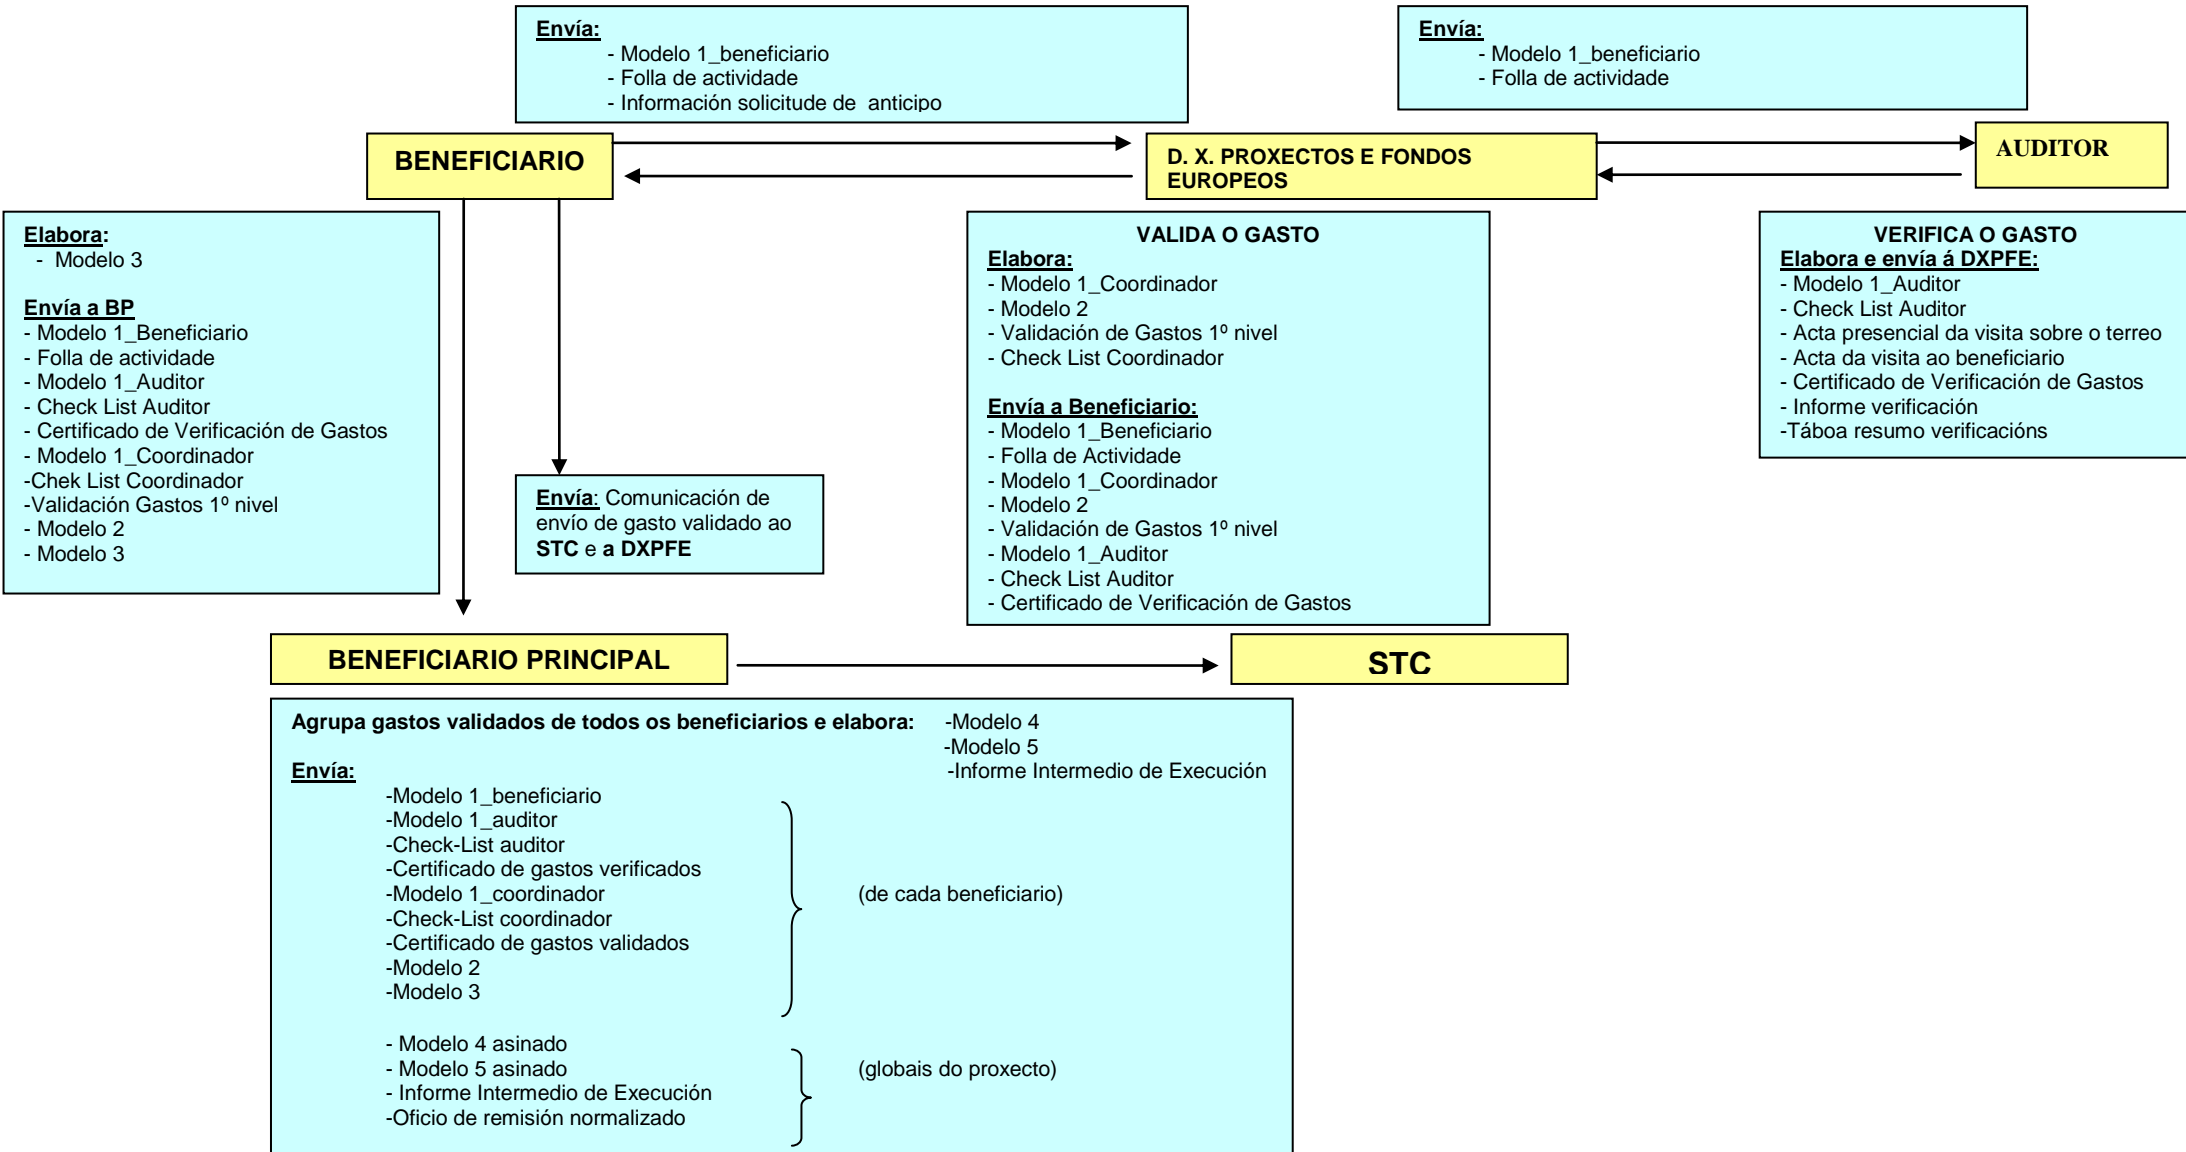 Envía:
- Modelo 1_beneficiario
- Folla de actividade
- Información solicitude de  anticipo
Envía:
- Modelo 1_beneficiario
- Folla de actividade
BENEFICIARIO
D. X. PROXECTOS E FONDOS
EUROPEOS
AUDITOR
Elabora:
-  Modelo 3
Envía a BP
- Modelo 1_Beneficiario
- Folla de actividade
- Modelo 1_Auditor
- Check List Auditor
- Certificado de Verificación de Gastos
- Modelo 1_Coordinador
-Chek List Coordinador
-Validación Gastos 1º nivel
- Modelo 2
- Modelo 3
Envía: Comunicación de
envío de gasto validado ao
STC e a DXPFE
VALIDA O GASTO
Elabora:
- Modelo 1_Coordinador
- Modelo 2
- Validación de Gastos 1º nivel
- Check List Coordinador
Envía a Beneficiario:
- Modelo 1_Beneficiario
- Folla de Actividade
- Modelo 1_Coordinador
- Modelo 2
- Validación de Gastos 1º nivel
- Modelo 1_Auditor
- Check List Auditor
- Certificado de Verificación de Gastos
VERIFICA O GASTO
Elabora e envía á DXPFE:
- Modelo 1_Auditor
- Check List Auditor
- Acta presencial da visita sobre o terreo
- Acta da visita ao beneficiario
- Certificado de Verificación de Gastos
- Informe verificación
-Táboa resumo verificacións
BENEFICIARIO PRINCIPAL
STC
Agrupa gastos validados de todos os beneficiarios e elabora:
-Modelo 4
-Modelo 5
-Informe Intermedio de Execución
Envía:
-Modelo 1_beneficiario
-Modelo 1_auditor
-Check-List auditor
-Certificado de gastos verificados
-Modelo 1_coordinador
-Check-List coordinador
-Certificado de gastos validados
-Modelo 2
-Modelo 3
(de cada beneficiario)
- Modelo 4 asinado
- Modelo 5 asinado
- Informe Intermedio de Execución
-Oficio de remisión normalizado
(globais do proxecto)